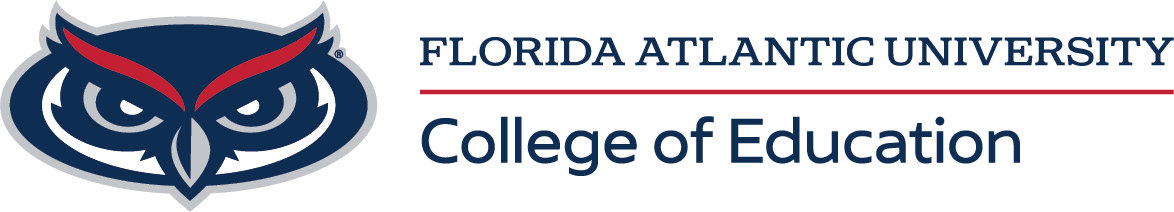 FLORIDA ATLANTIC UNIVERSITY
College of Education